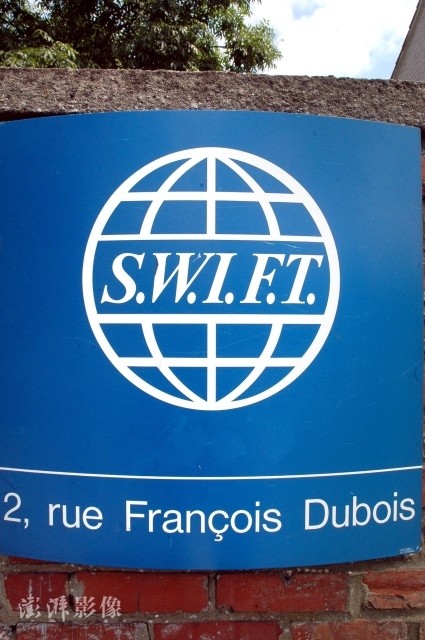 S.W.I.F.T.
2, rue François Dubois
澎湃影像